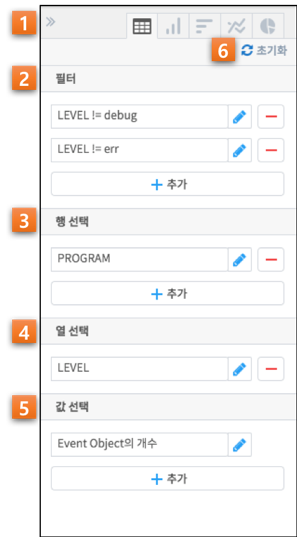 1
6 초기화
2 필터
LEVEL != debug
LEVEL != err
+ 추가
3 행 선택
PROGRAM
+ 추가
4 열 선택
LEVEL
5 값 선택
Event Object의 개수
+ 추가